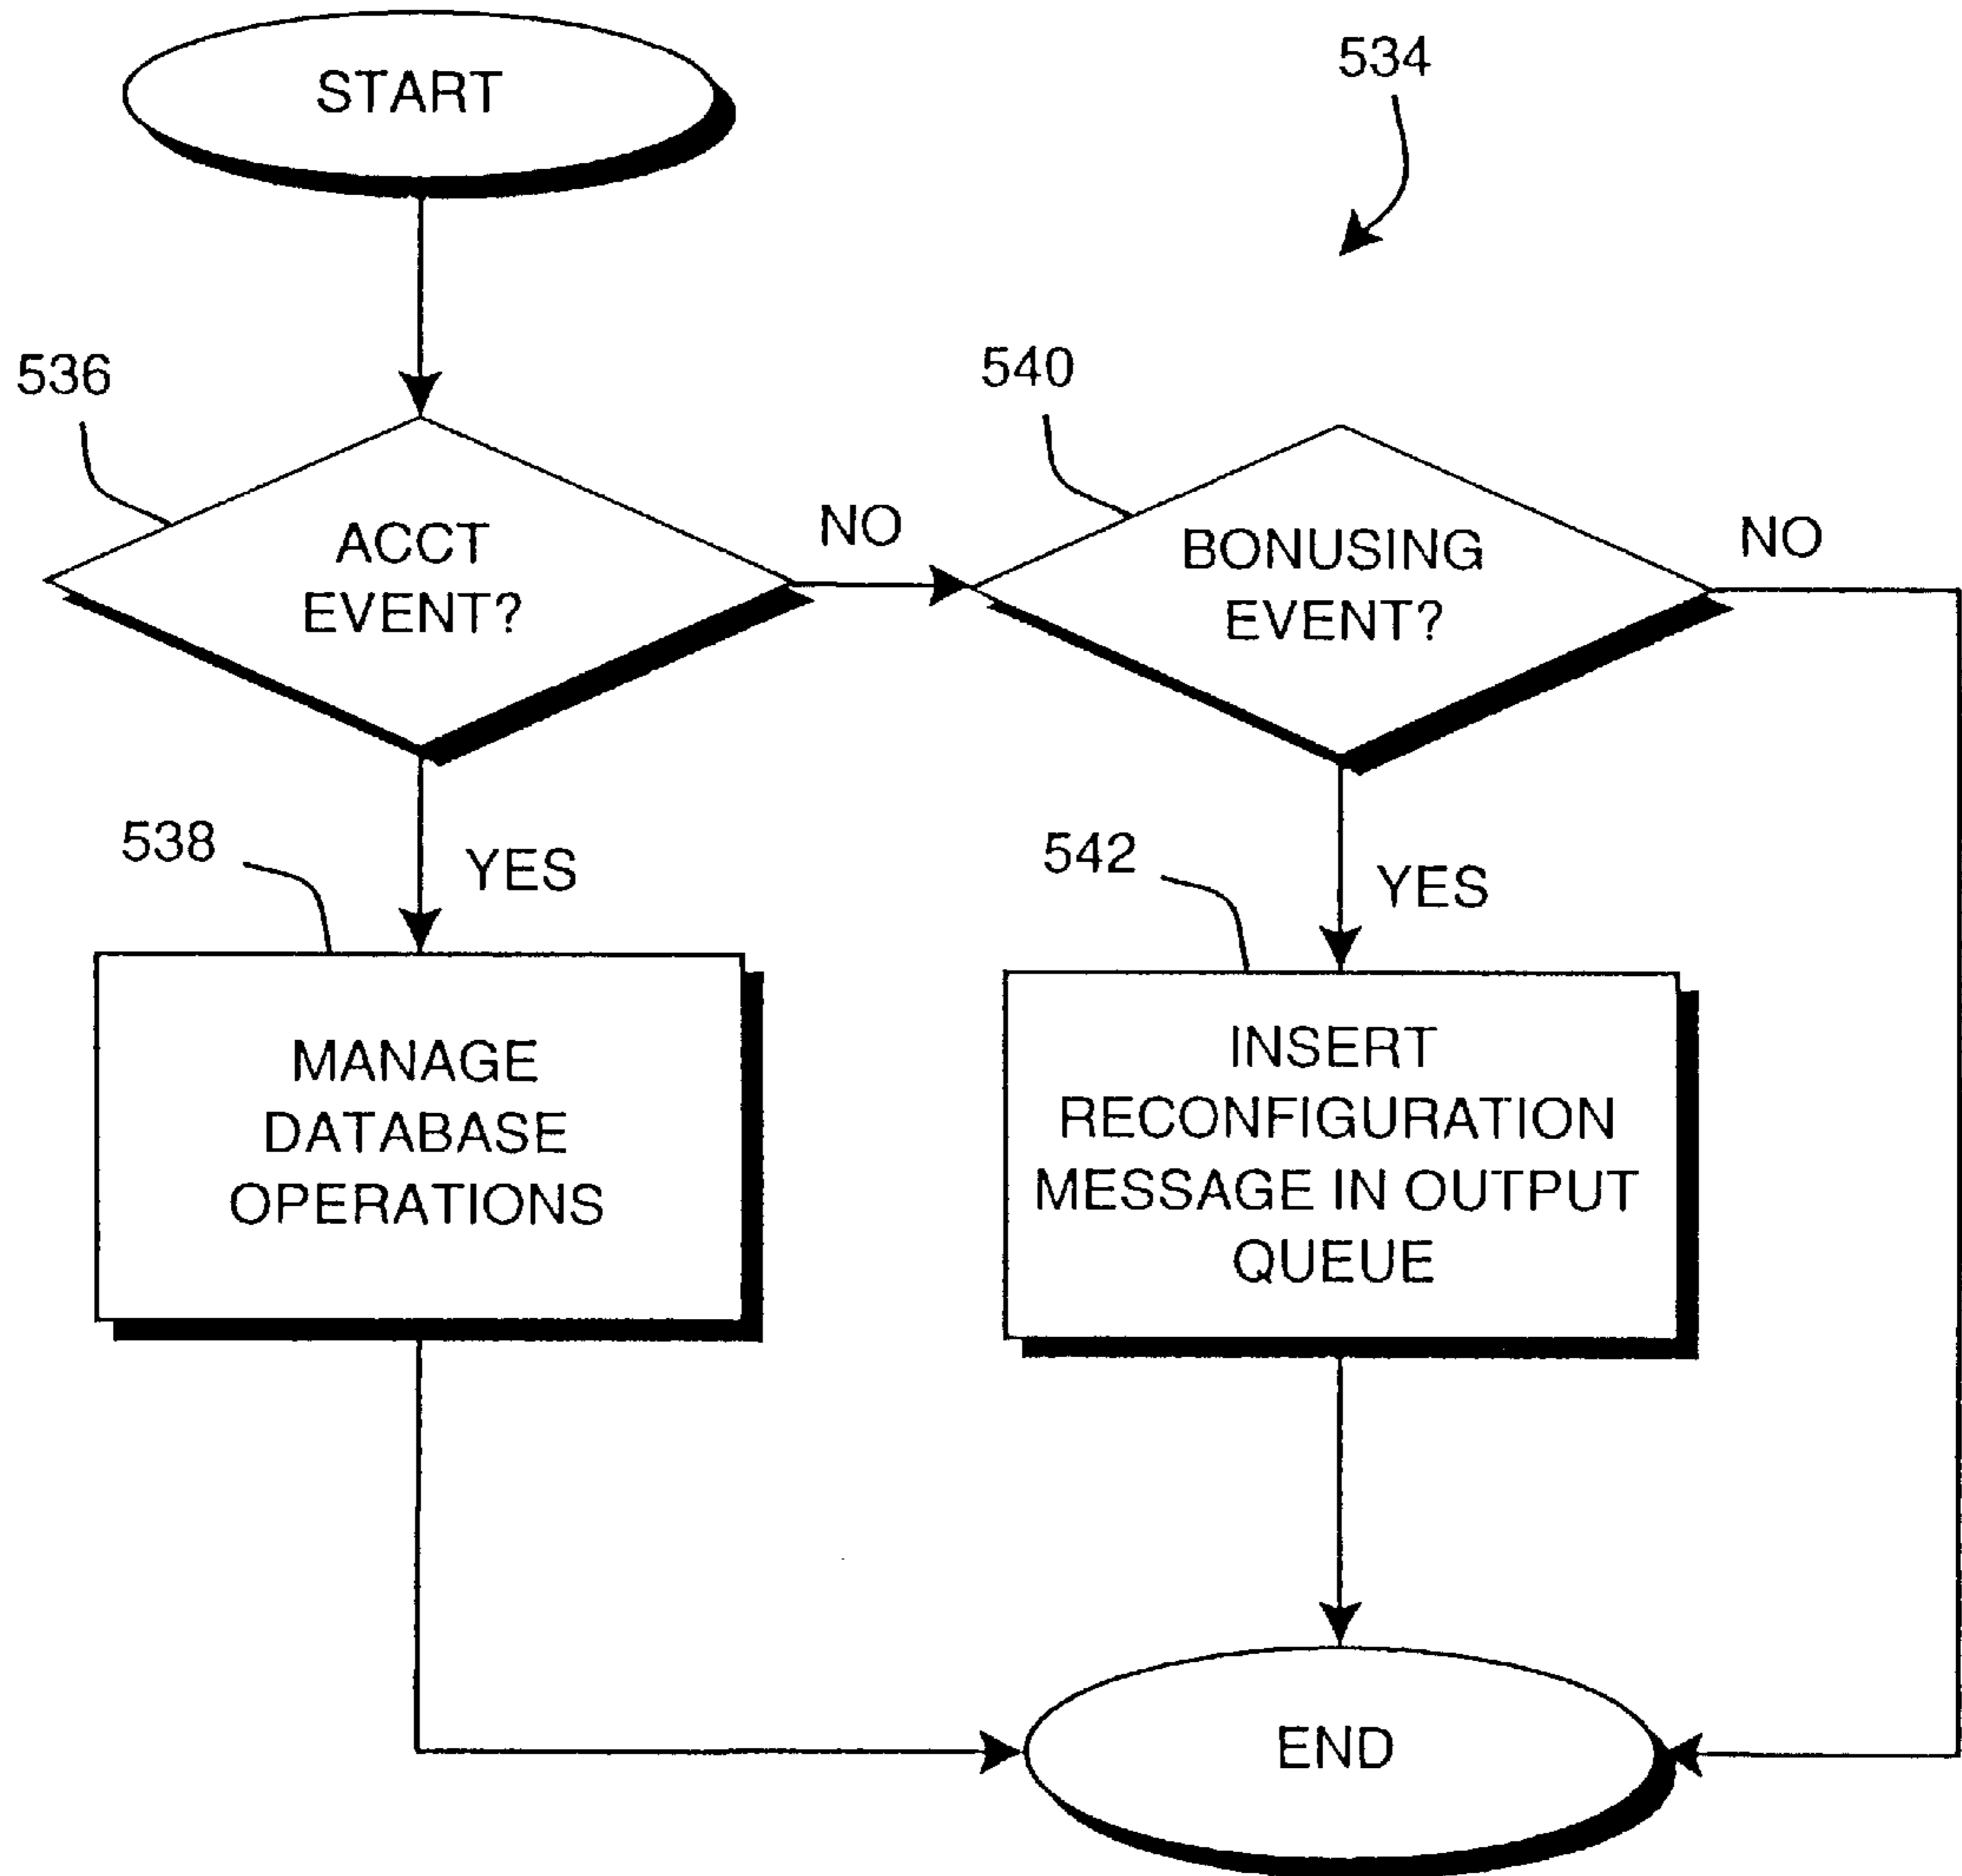 START
534
536
ACCT
EVENT?
NO
540
BONUSING
EVENT?
NO
538
YES
542
YES
MANAGE
DATABASE
OPERATIONS
INSERT
RECONFIGURATION
MESSAGE IN OUTPUT
QUEUE
END